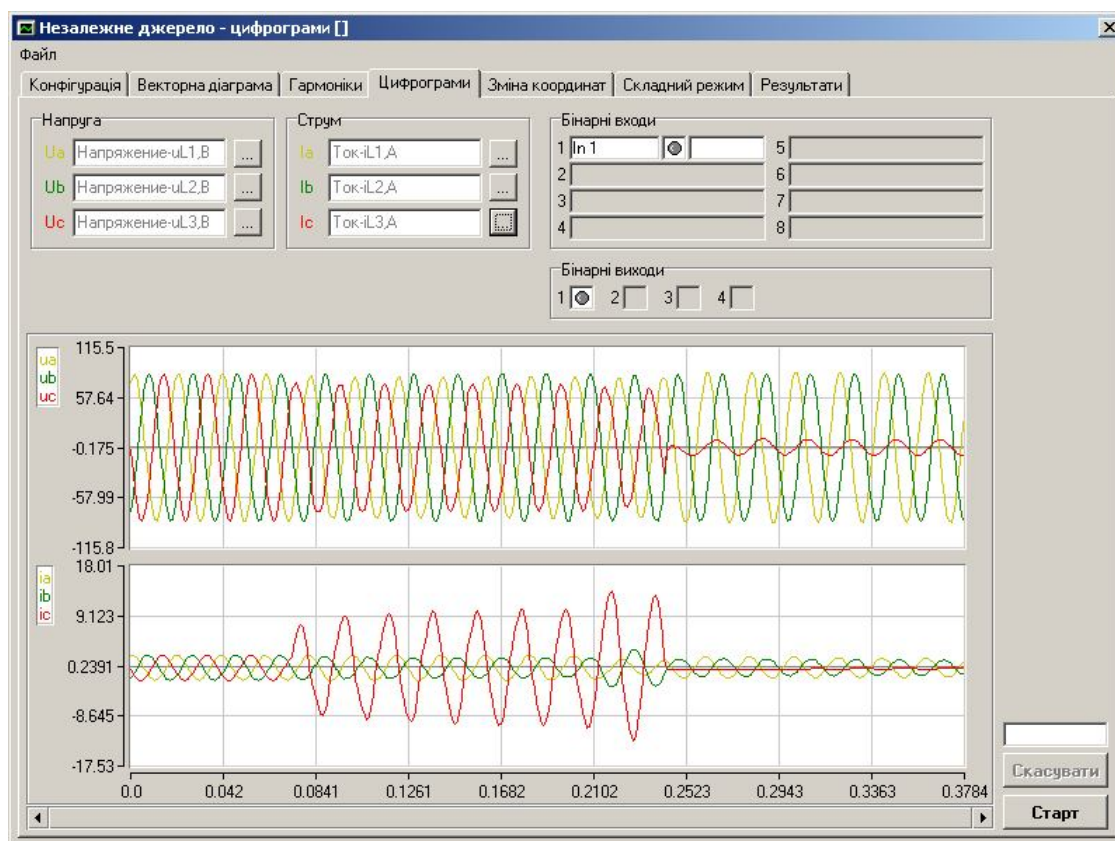 Незалежне джерело - цифрограми []
Файл
Конфігурація Векторна діаграма Гармоніки Цифрограми Зміна координат Складний режим Результати
Напруга Струм Бінарні входи
Ua Напряжение-uL1,В ... Ia Ток-iL1,А ... 1 In 1 5
Ub Напряжение-uL2,В ... Ib Ток-iL2,А ... 2 6
Uc Напряжение-uL3,В ... Ic Ток-iL3,А ... 3 7
4 8
Бінарні виходи
1 2 3 4
ua
ub
uc
115.5
57.64
-0.175
-57.99
-115.8
ia
ib
ic
18.01
9.123
0.2391
-8.645
-17.53
0.0 0.042 0.0841 0.1261 0.1682 0.2102 0.2523 0.2943 0.3363 0.3784
Скасувати
Старт